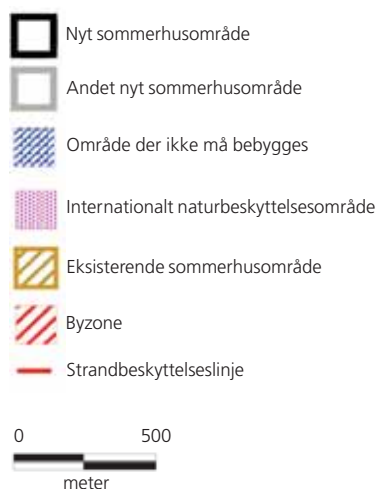 Nyt sommerhusområde
Andet nyt sommerhusområde
Område der ikke må bebygges
Internationalt naturbeskyttelsesområde
Eksisterende sommerhusområde
Byzone
Strandbeskyttelseslinje
0 500
meter